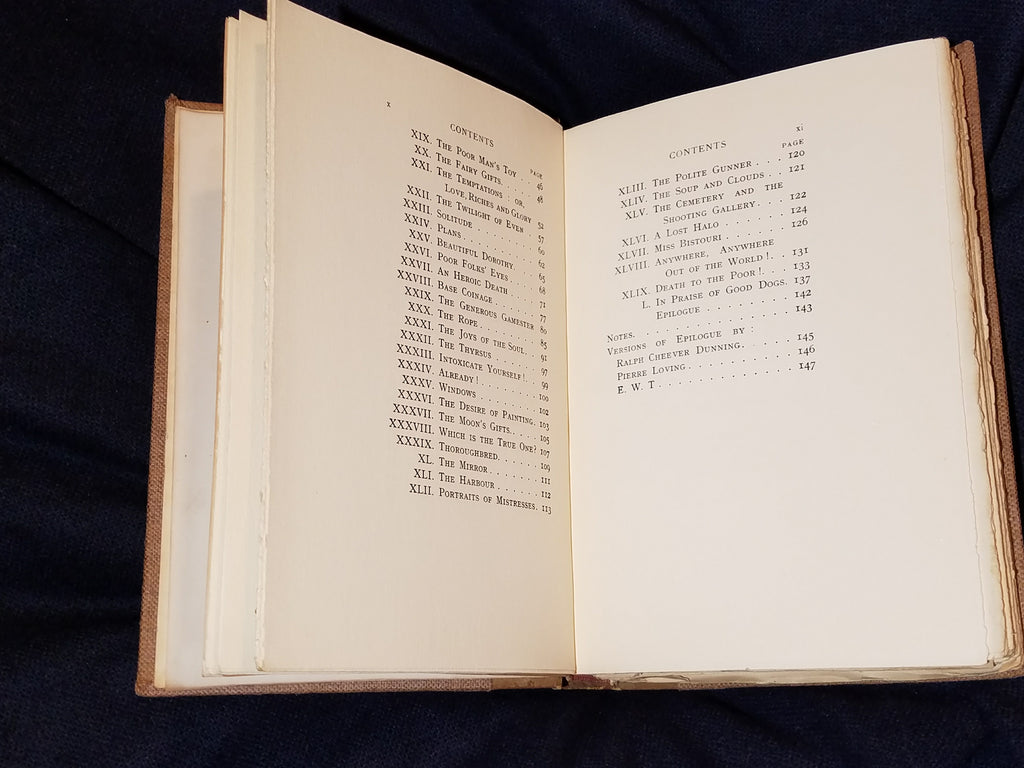 x
CONTENTS
PAGE
XIX. The Poor Man's Toy . . 46
XX. The Fairy Gifts. . . . 48
XXI. The Temptations : or,
Love, Riches and Glory 52
XXII. The Twilight of Even 57
XXIII. Solitude . . . . . . . 60
XXIV. Plans . . . . . . . . . 62
XXV. Beautiful Dorothy. . . . 65
XXVI. Poor Folks' Eyes . . . . 68
XXVII. An Heroic Death . . . . 71
XXVIII. Base Coinage . . . . . 77
XXIX. The Generous Gamester 80
XXX. The Rope . . . . . . . 85
XXXI. The Joys of the Soul. . 91
XXXII. The Thyrsus . . . . . . 97
XXXIII. Intoxicate Yourself ! . . 99
XXXIV. Already ! . . . . . . . 100
XXXV. Windows . . . . . . . 102
XXXVI. The Desire of Painting. 103
XXXVII. The Moon's Gifts. . . . 105
XXXVIII. Which is the True One? 107
XXXIX. Thoroughbred. . . . . . 109
XL. The Mirror . . . . . . . 111
XLI. The Harbour . . . . . . 112
XLII. Portraits of Mistresses. 113
xi
CONTENTS
PAGE
XLIII. The Polite Gunner . . . 120
XLIV. The Soup and Clouds . . 121
XLV. The Cemetery and the
Shooting Gallery. . . . 122
XLVI. A Lost Halo . . . . . . 124
XLVII. Miss Bistouri . . . . . . 126
XLVIII. Anywhere, Anywhere
Out of the World ! . . 131
XLIX. Death to the Poor ! . . . 133
L. In Praise of Good Dogs. 137
Epilogue . . . . . . . . 142
Notes. . . . . . . . . . . . . . 143
Versions of Epilogue by :
Ralph Cheever Dunning. . . . . . 145
Pierre Loving . . . . . . . . . . 146
E. W. T . . . . . . . . . . . . . 147